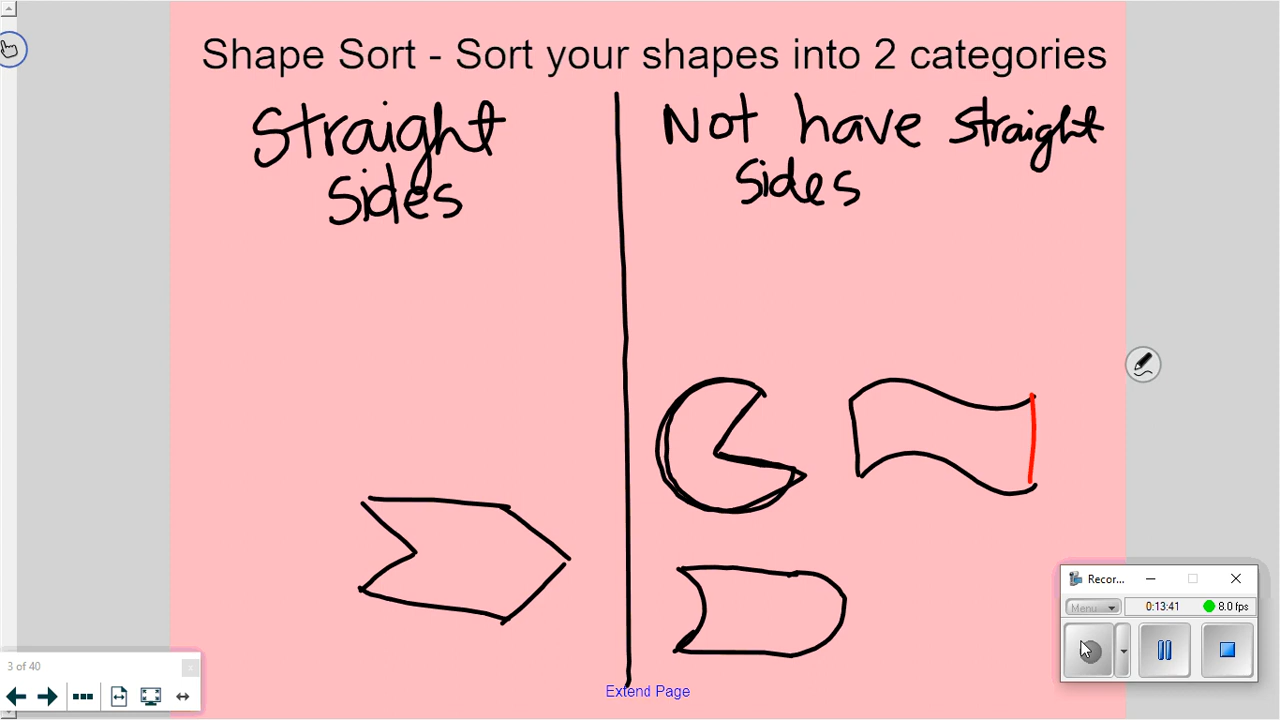 Shape Sort - Sort your shapes into 2 categories
Straight
Sides
Not have straight
Sides
Recor...
Menu
0:13:41
8.0 fps
3 of 40
x
Extend Page